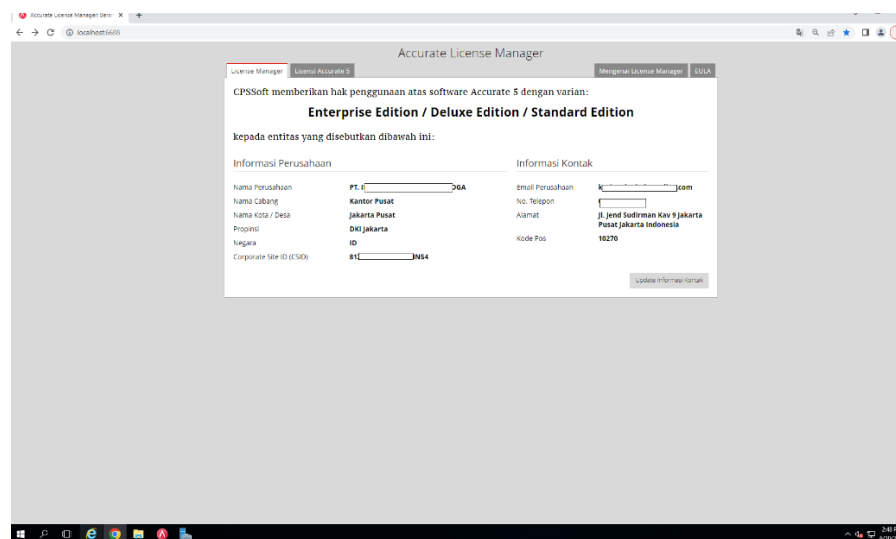 Accurate License Manager: Beran
localhost:6688
Accurate License Manager
License Manager
Lisensi Accurate 5
Mengenai License Manager
EULA
CPSSoft memberikan hak penggunaan atas software Accurate 5 dengan varian:
Enterprise Edition / Deluxe Edition / Standard Edition
kepada entitas yang disebutkan dibawah ini:
Informasi Perusahaan
Nama Perusahaan PT. I OGA
Nama Cabang Kantor Pusat
Nama Kota / Desa Jakarta Pusat
Propinsi DKI Jakarta
Negara ID
Corporate Site ID (CSID) 81 INS4
Informasi Kontak
Email Perusahaan k com
No. Telepon
Alamat Jl. Jend Sudirman Kav 9 Jakarta
Pusat Jakarta Indonesia
Kode Pos 10270
Update Informasi Kontak